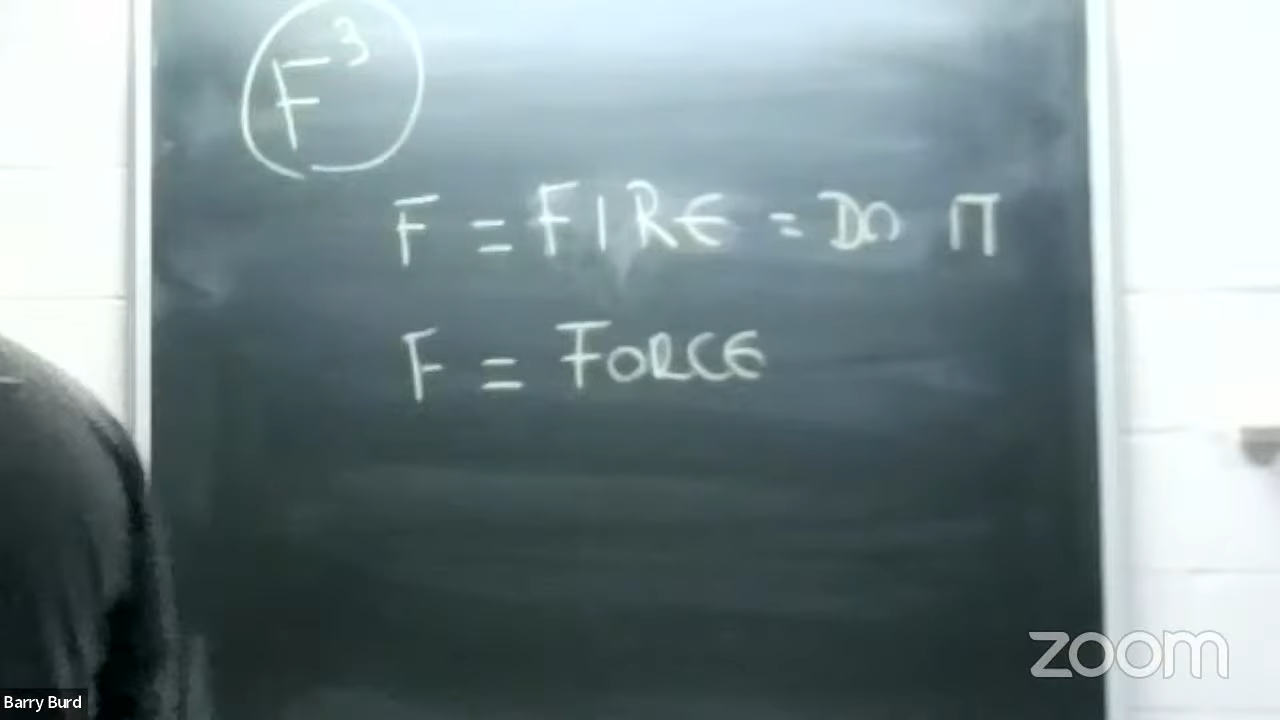 F³
F = FIRE = DO IT
F = FORCE
zoom
Barry Burd